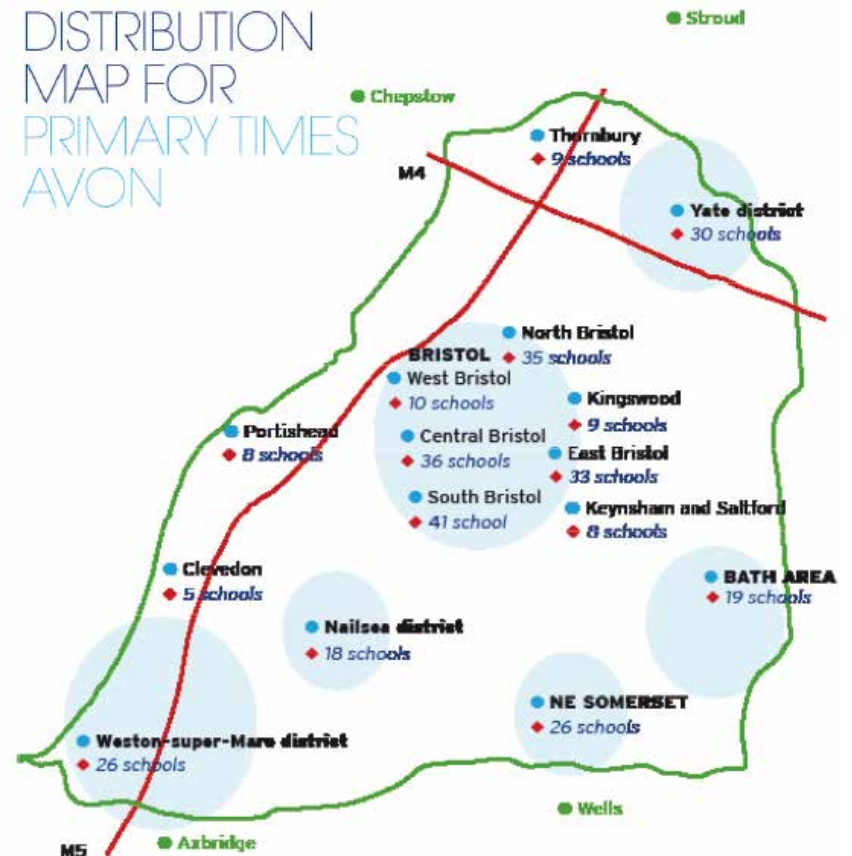 DISTRIBUTION
MAP FOR
PRIMARY TIMES
AVON
Stroud
Chepstow
Thornbury
9 schools
M4
Yate district
30 schools
North Bristol
35 schools
BRISTOL
West Bristol
10 schools
Kingswood
9 schools
Portishead
8 schools
Central Bristol
36 schools
East Bristol
33 schools
South Bristol
41 school
Keynsham and Saltford
8 schools
Clevedon
5 schools
BATH AREA
19 schools
Nailsea district
18 schools
NE SOMERSET
26 schools
Weston-super-Mare district
26 schools
Wells
Axbridge
M5